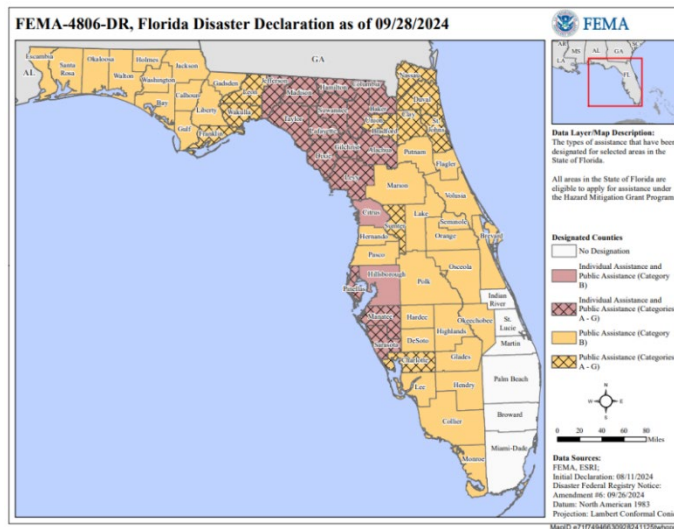 FEMA-4806-DR, Florida Disaster Declaration as of 09/28/2024
FEMA
GA
AL
Escambia
Santa
Rosa
Okaloosa
Holmes
Jackson
Walton
Washington
Bay
Calhoun
Gulf
Liberty
Gadsden
Leon
Wakulla
Franklin
Jefferson
Madison
Taylor
Hamilton
Suwannee
Lafayette
Dixie
Columbia
Gilchrist
Levy
Baker
Union
Bradford
Alachua
Nassau
Duval
Clay
St.
Johns
Putnam
Flagler
Marion
Volusia
Citrus
Sumter
Lake
Seminole
Hernando
Orange
Brevard
Pasco
Osceola
Hillsborough
Pinellas
Polk
Indian
River
Manatee
Hardee
Okeechobee
St.
Lucie
Highlands
Sarasota
DeSoto
Martin
Charlotte
Glades
Lee
Hendry
Palm Beach
Collier
Broward
Monroe
Miami-Dade
AR
MS
AL
GA
LA
FL
Data Layer/Map Description:
The types of assistance that have been
designated for selected areas in the
State of Florida.
All areas in the State of Florida are
eligible to apply for assistance under
the Hazard Mitigation Grant Program
Designated Counties
No Designation
Individual Assistance and
Public Assistance (Category
B)
Individual Assistance and
Public Assistance (Categories
A - G)
Public Assistance (Category
B)
Public Assistance (Categories
A - G)
N
W
E
S
0 20 40 60 80
Miles
Data Sources:
FEMA, ESRI;
Initial Declaration: 08/11/2024
Disaster Federal Registry Notice:
Amendment #6: 09/26/2024
Datum: North American 1983
Projection: Lambert Conformal Conic